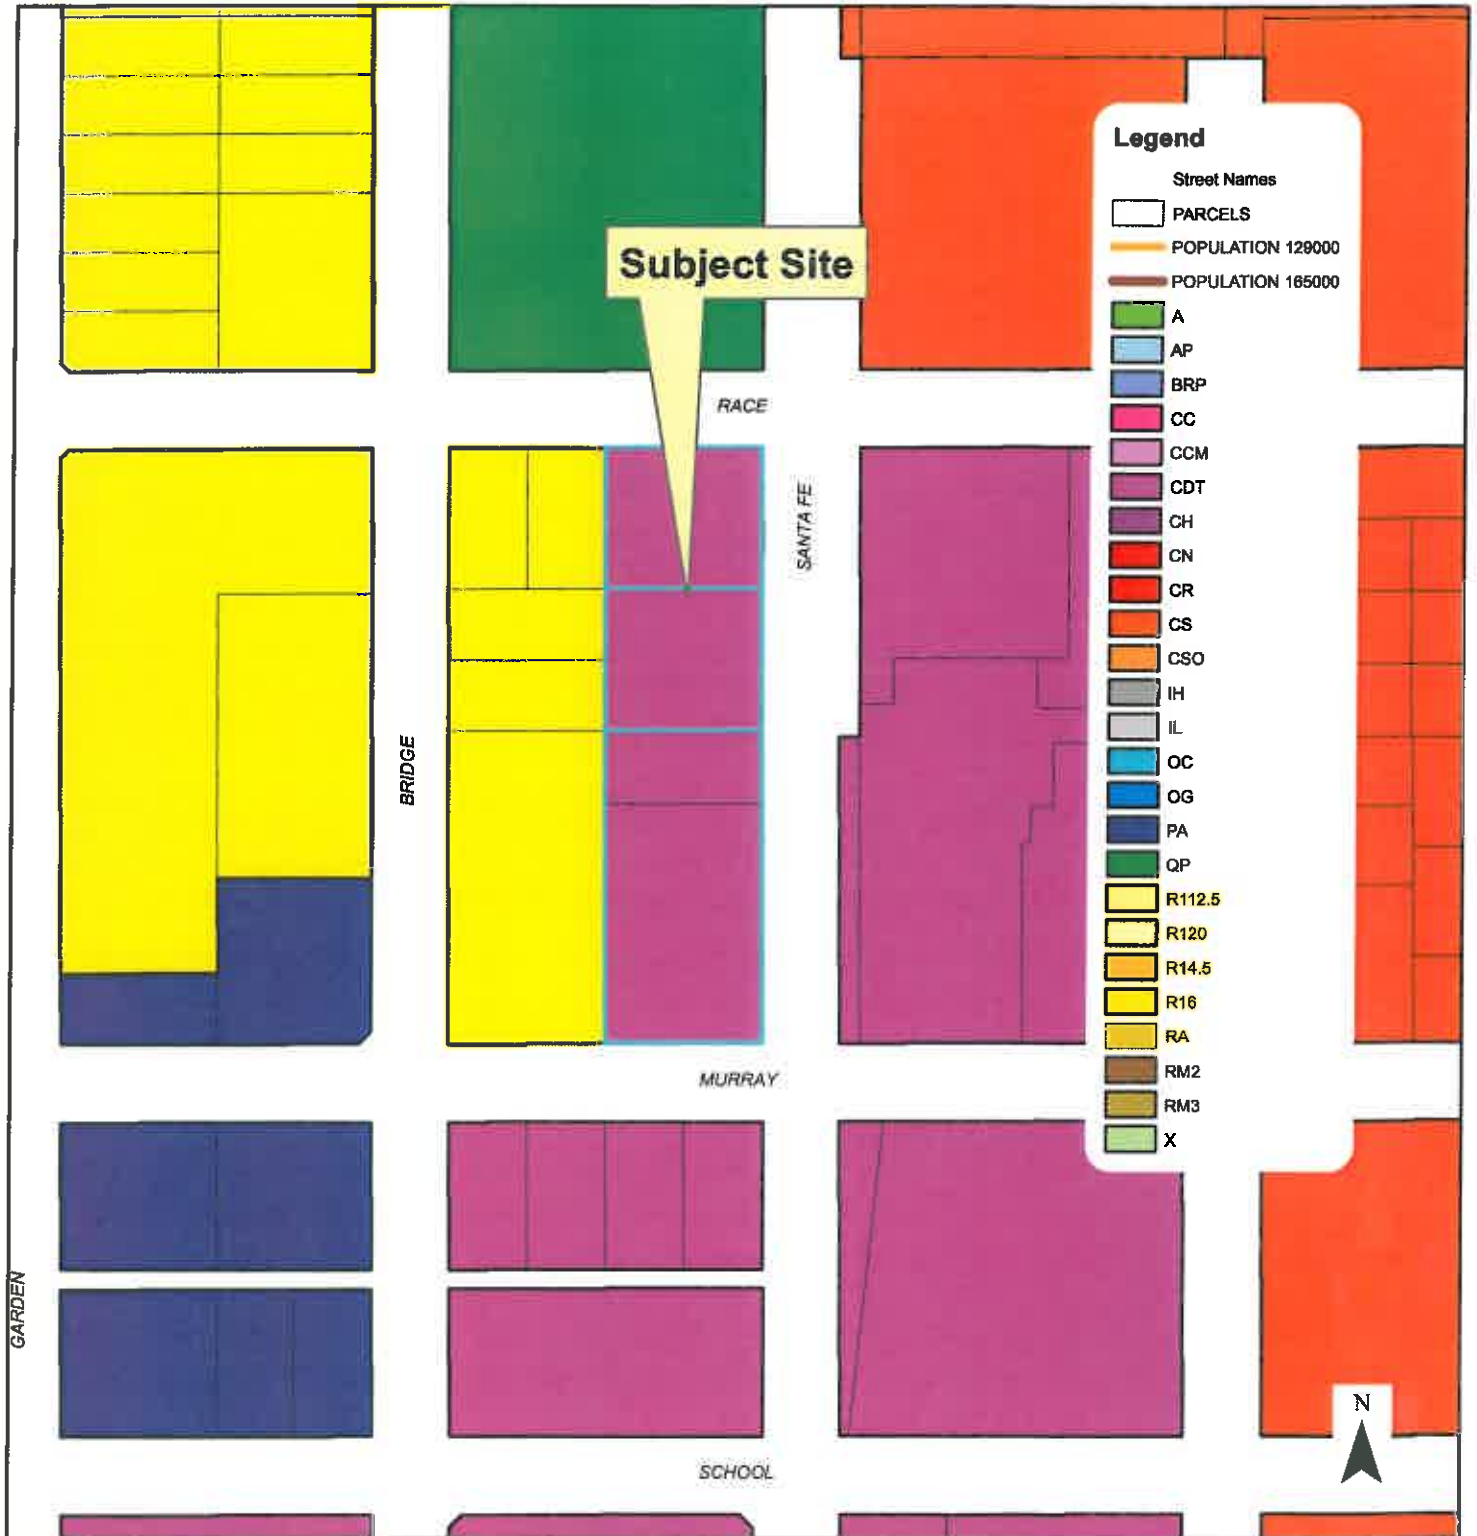 Legend
Street Names
PARCELS
POPULATION 129000
POPULATION 165000
A
AP
BRP
CC
CCM
CDT
CH
CN
CR
CS
CSO
IH
IL
OC
OG
PA
QP
R112.5
R120
R14.5
R16
RA
RM2
RM3
X
Subject Site
RACE
SANTA FE
BRIDGE
MURRAY
GARDEN
SCHOOL
N